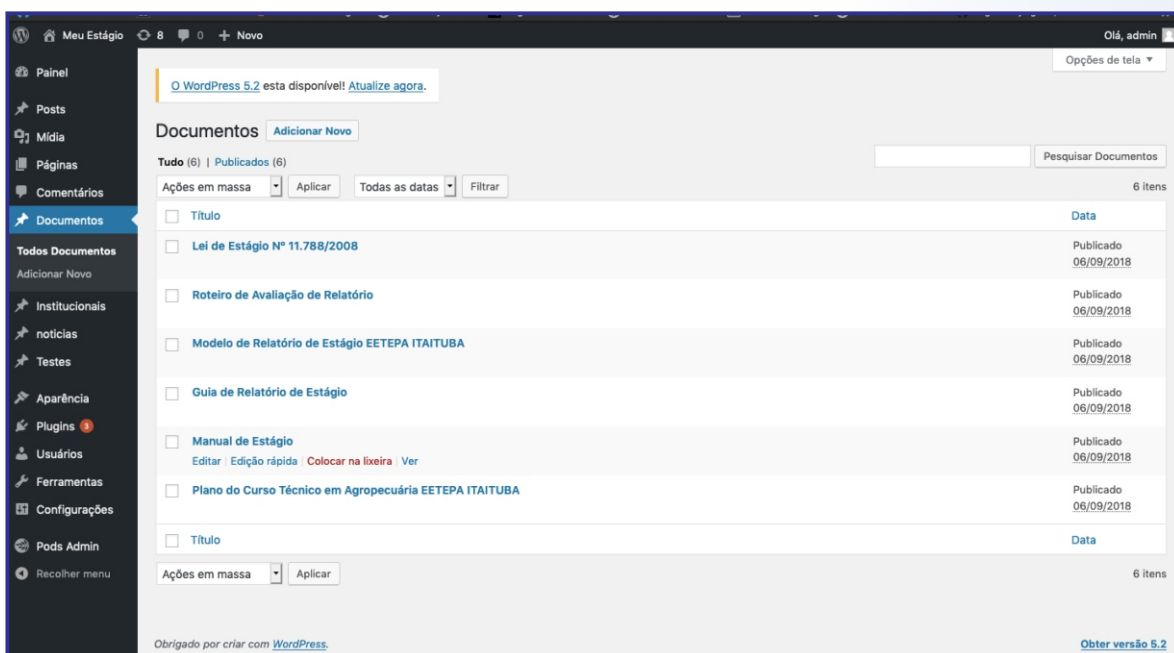 Meu Estágio 8 0 + Novo Olá, admin
Opções de tela
Painel
Posts
Mídia
Páginas
Comentários
Documentos
Todos Documentos
Adicionar Novo
Institucionais
noticias
Testes
Aparência
Plugins 3
Usuários
Ferramentas
Configurações
Pods Admin
Recolher menu
O WordPress 5.2 esta disponível! Atualize agora.
Documentos Adicionar Novo
Tudo (6) | Publicados (6)
Pesquisar Documentos
Ações em massa Aplicar Todas as datas Filtrar 6 itens
Título Data
Lei de Estágio Nº 11.788/2008 Publicado
06/09/2018
Roteiro de Avaliação de Relatório Publicado
06/09/2018
Modelo de Relatório de Estágio EETEPA ITAITUBA Publicado
06/09/2018
Guia de Relatório de Estágio Publicado
06/09/2018
Manual de Estágio Publicado
Editar | Edição rápida | Colocar na lixeira | Ver 06/09/2018
Plano do Curso Técnico em Agropecuária EETEPA ITAITUBA Publicado
06/09/2018
Título Data
Ações em massa Aplicar 6 itens
Obrigado por criar com WordPress. Obter versão 5.2